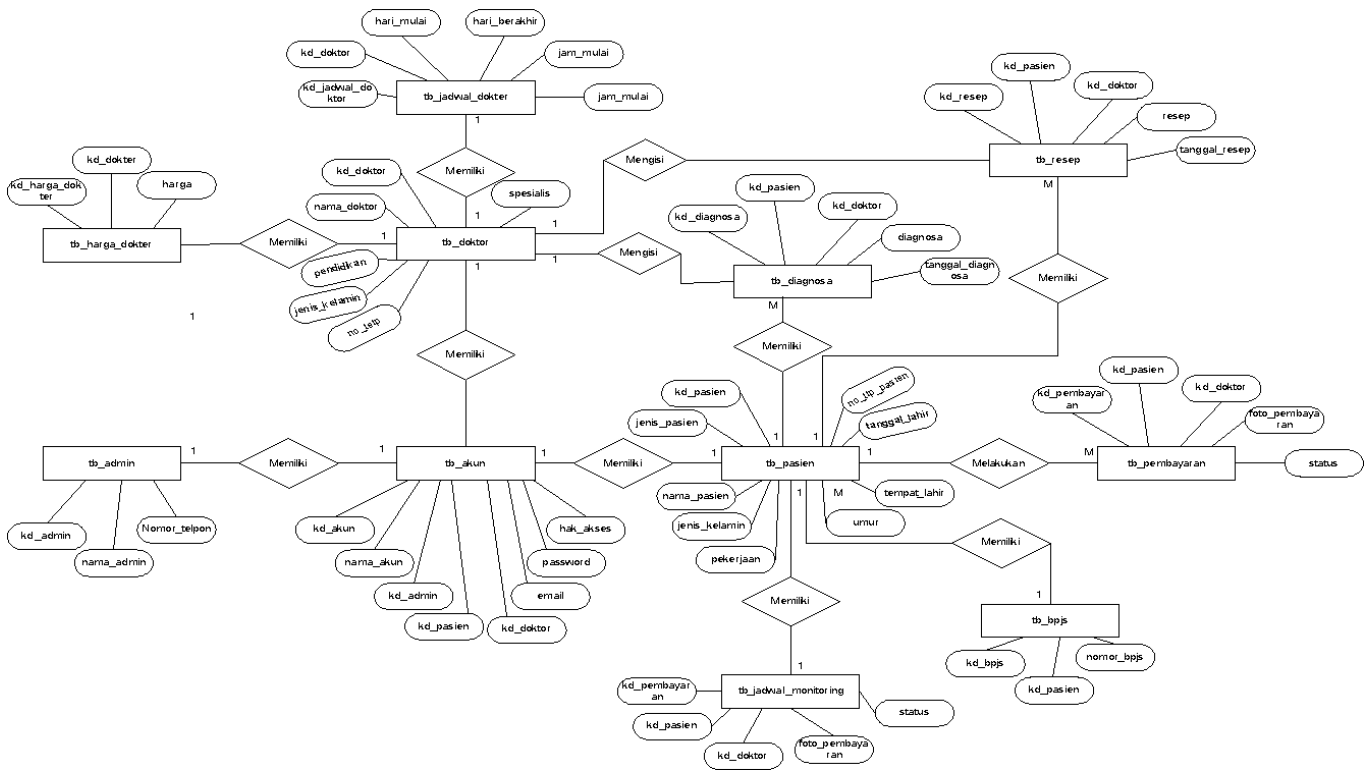 hari_mulai
hari_berakhir
kd_doktor
jam_mulai
kd_jadwal_do
ktor
tb_jadwal_dokter
jam_mulai
1
Memiliki
1
kd_pasien
kd_resep
kd_doktor
resep
tb_resep
tanggal_resep
M
Mengisi
1
kd_dokter
kd_harga_dok
ter
harga
tb_harga_dokter
Memiliki
1
1
kd_doktor
spesialis
nama_doktor
tb_doktor
pendidikan
jenis_kelamin
no_telp
1
Mengisi
1
kd_pasien
kd_diagnosa
kd_doktor
diagnosa
tb_diagnosa
tanggal_diagn
osa
M
Memiliki
1
Memiliki
1
Memiliki
tb_admin
1
Memiliki
1
kd_admin
nama_admin
Nomor_telpon
tb_akun
1
Memiliki
1
kd_akun
nama_akun
kd_admin
kd_pasien
kd_doktor
email
password
hak_akses
kd_pasien
no_tlp_pasien
jenis_pasien
tanggal_lahir
tb_pasien
nama_pasien
tempat_lahir
jenis_kelamin
umur
pekerjaan
1
M
1
Melakukan
M
kd_pasien
kd_pembayar
an
kd_doktor
foto_pembaya
ran
tb_pembayaran
status
Memiliki
1
tb_bpjs
kd_bpjs
nomor_bpjs
kd_pasien
Memiliki
1
kd_pembayar
an
tb_jadwal_monitoring
kd_pasien
status
kd_doktor
foto_pembaya
ran